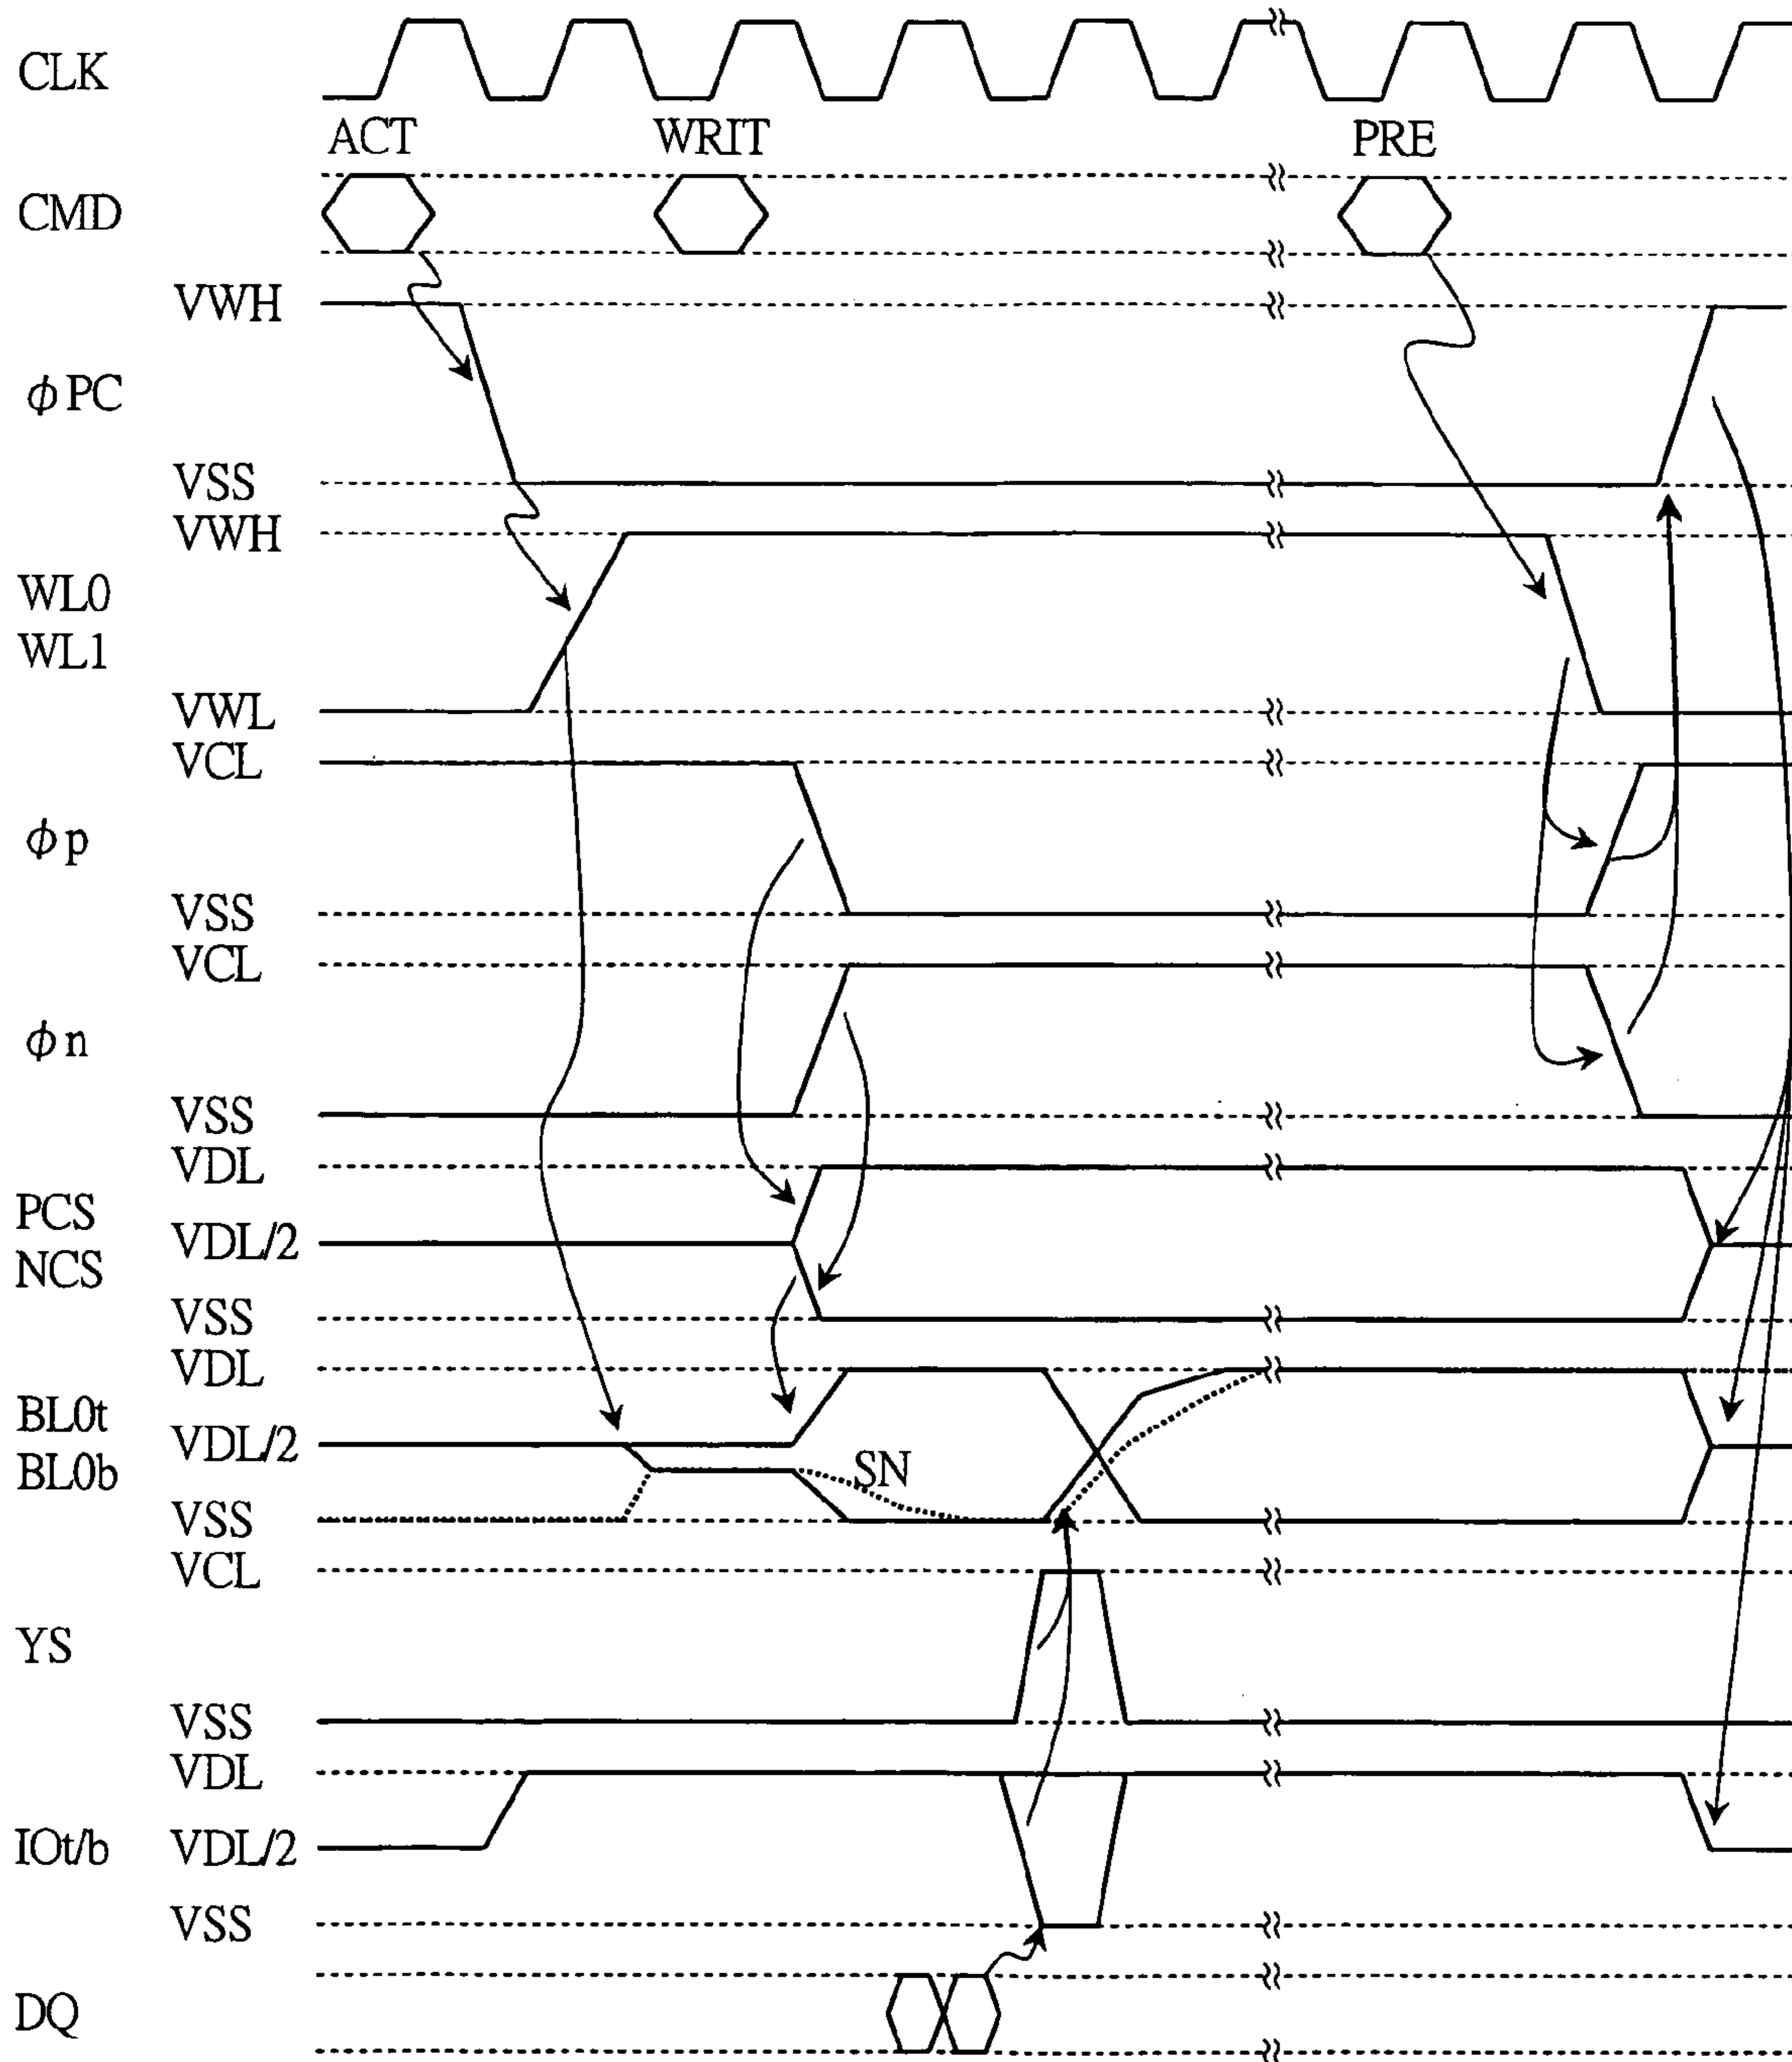 CLK
ACT WRIT PRE
CMD
VWH
φPC
VSS
VWH
WL0
WL1
VWL
VCL
φp
VSS
VCL
φn
VSS
VDL
PCS
VDL/2
NCS
VSS
VDL
BL0t
VDL/2
BL0b
SN
VSS
VCL
YS
VSS
VDL
IOt/b VDL/2
VSS
DQ